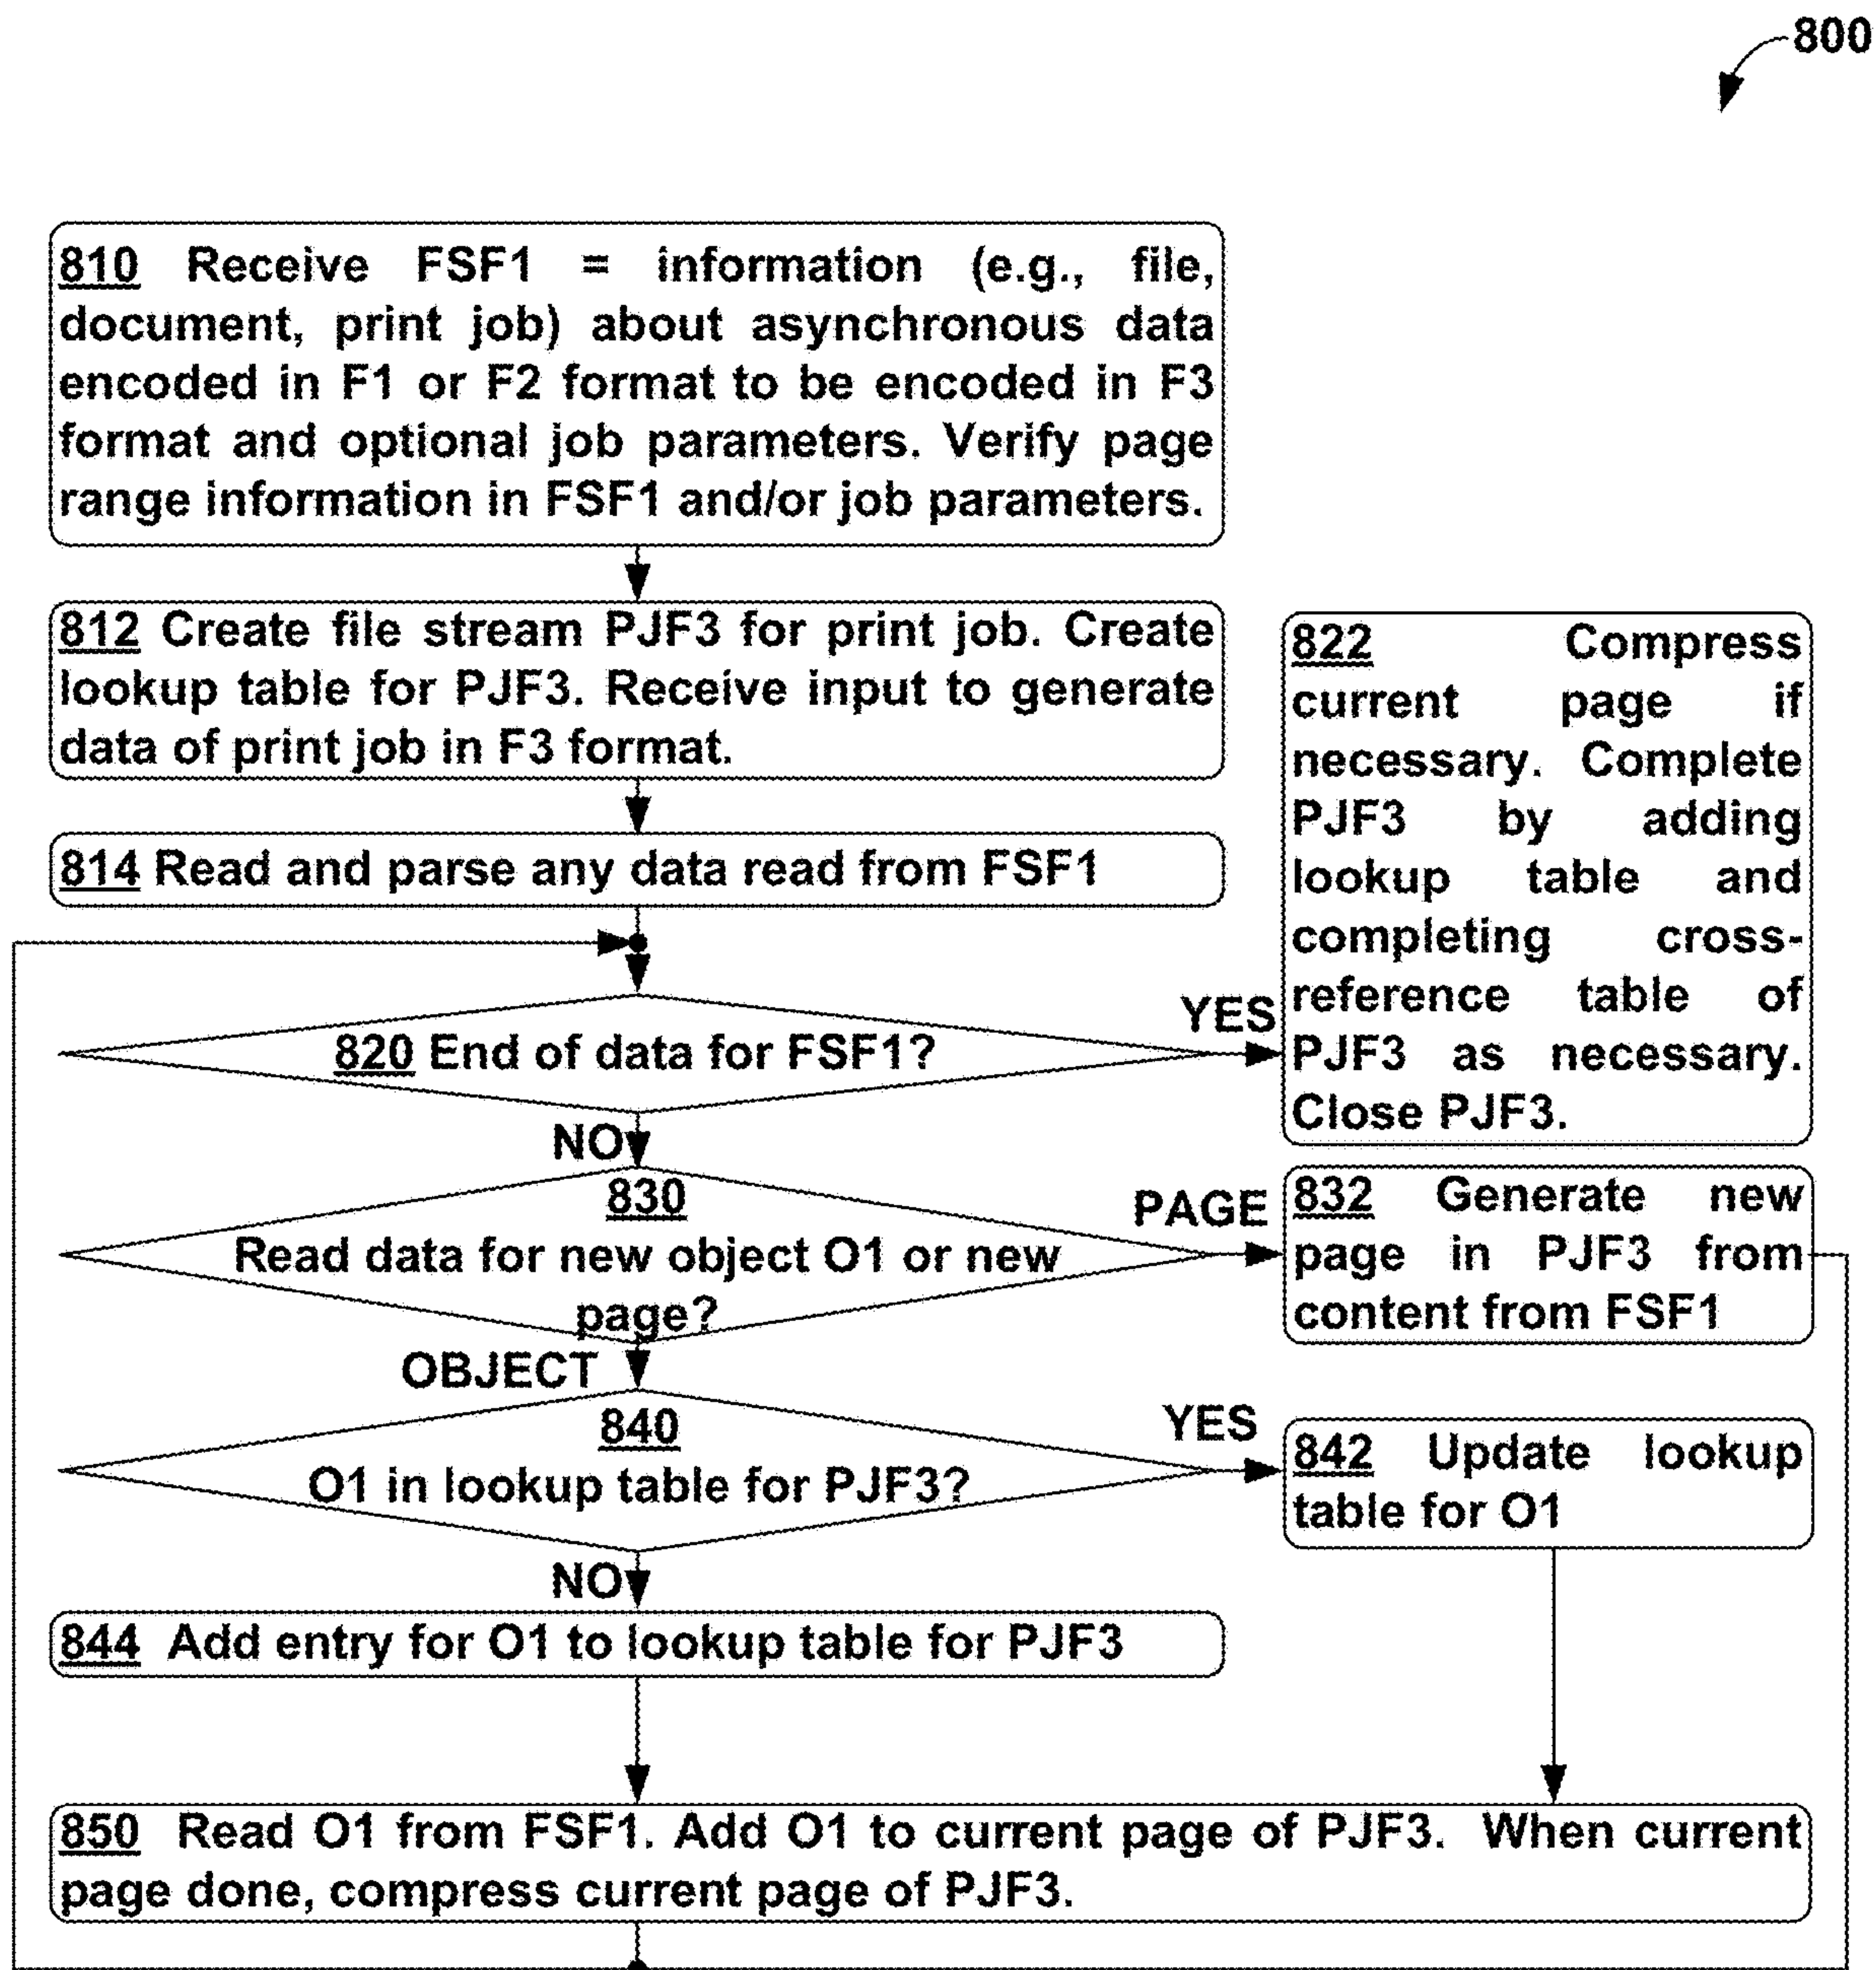 800
810 Receive FSF1 = information (e.g., file,
document, print job) about asynchronous data
encoded in F1 or F2 format to be encoded in F3
format and optional job parameters. Verify page
range information in FSF1 and/or job parameters.
812 Create file stream PJF3 for print job. Create
lookup table for PJF3. Receive input to generate
data of print job in F3 format.
814 Read and parse any data read from FSF1
820 End of data for FSF1?
YES
822 Compress
current page if
necessary. Complete
PJF3 by adding
lookup table and
completing cross-
reference table of
PJF3 as necessary.
Close PJF3.
NO
830
Read data for new object O1 or new
page?
PAGE
832 Generate new
page in PJF3 from
content from FSF1
OBJECT
840
O1 in lookup table for PJF3?
YES
842 Update lookup
table for O1
NO
844 Add entry for O1 to lookup table for PJF3
850 Read O1 from FSF1. Add O1 to current page of PJF3. When current
page done, compress current page of PJF3.